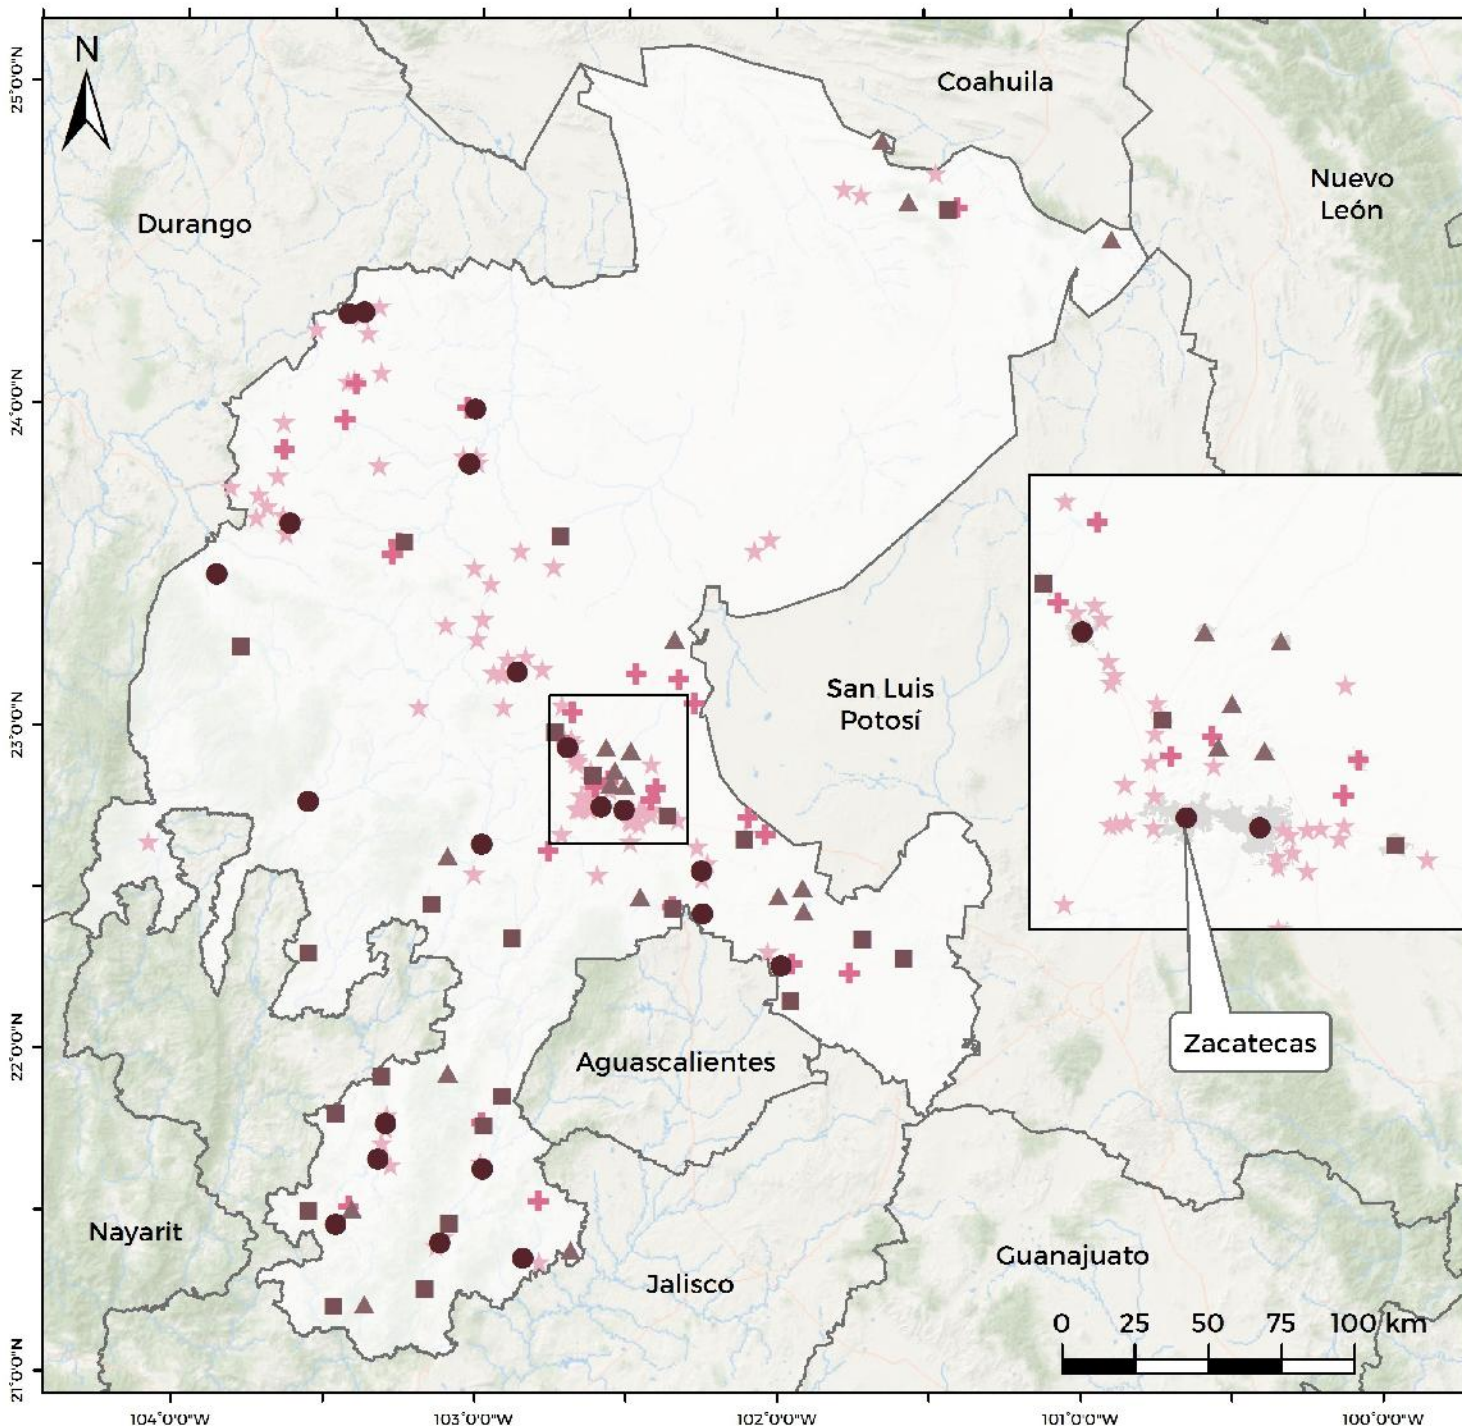 N
25°0'0"N
Coahuila
Nuevo
León
Durango
24°0'0"N
San Luis
Potosí
23°0'0"N
Zacatecas
22°0'0"N
Aguascalientes
Nayarit
Guanajuato
Jalisco
0 25 50 75 100 km
21°0'0"N
104°0'0"W 103°0'0"W 102°0'0"W 101°0'0"W 100°0'0"W